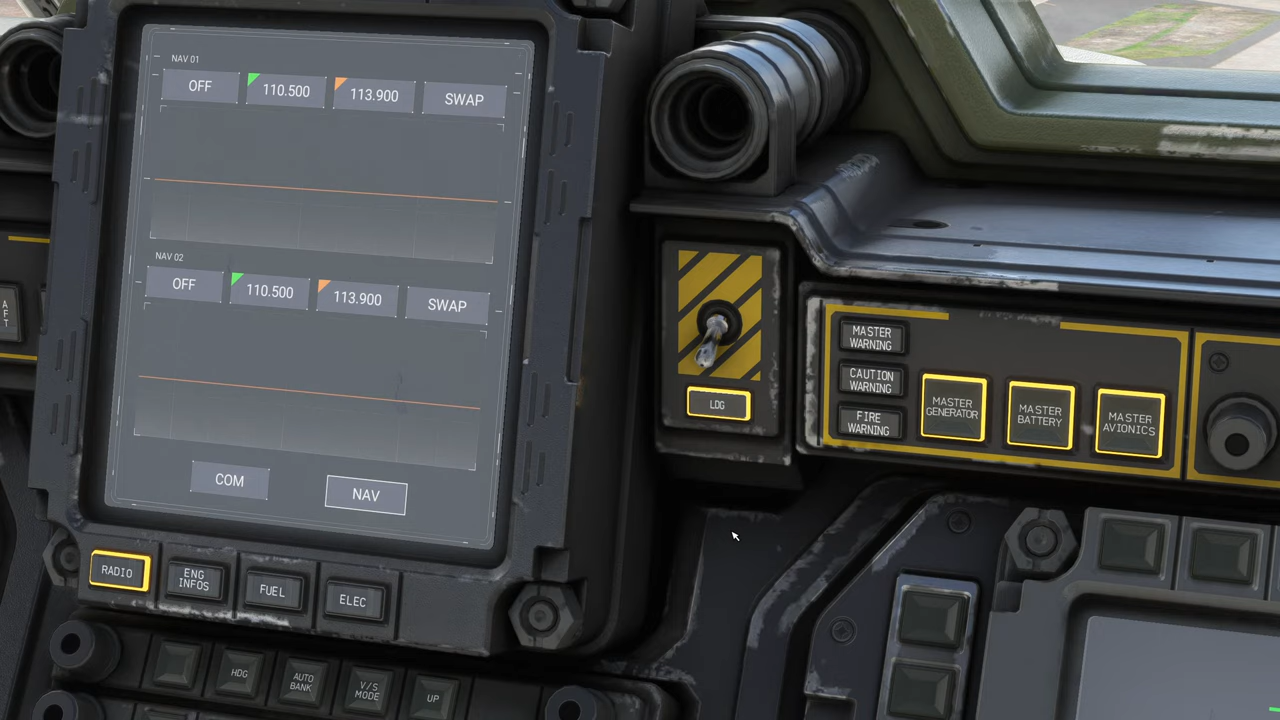 NAV 01
OFF
110.500
113.900
SWAP
NAV 02
OFF
110.500
113.900
SWAP
COM
NAV
RADIO
ENG
INFOS
FUEL
ELEC
HDG
AUTO
BANK
V/S
MODE
UP
AFT
LDG
MASTER
WARNING
CAUTION
WARNING
FIRE
WARNING
MASTER
GENERATOR
MASTER
BATTERY
MASTER
AVIONICS